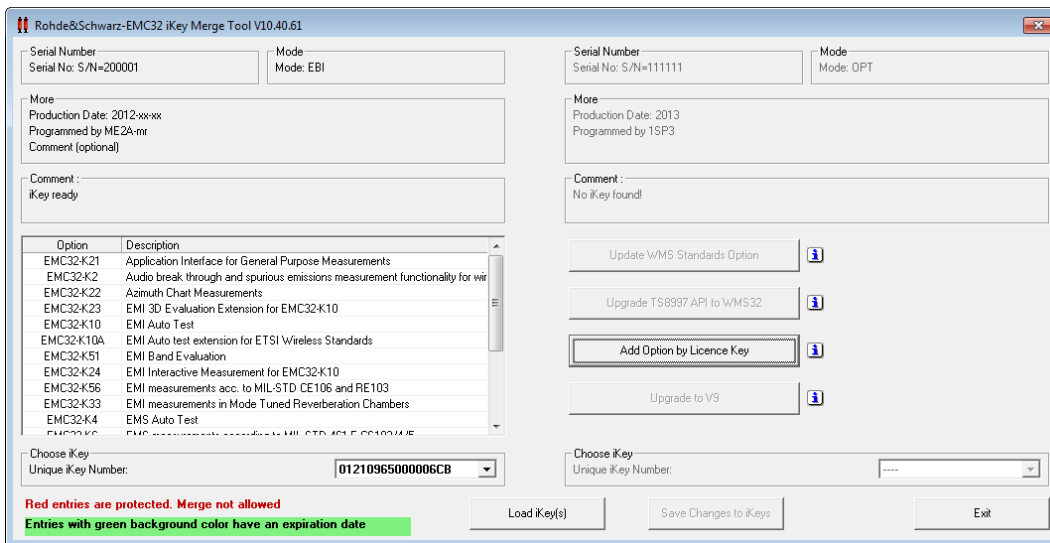 Rohde&Schwarz-EMC32 iKey Merge Tool V10.40.61
Serial Number
Serial No: S/N=200001
Mode
Mode: EBI
Serial Number
Serial No: S/N=111111
Mode
Mode: OPT
More
Production Date: 2012-xx-xx
Programmed by ME2A-mr
Comment (optional)
More
Production Date: 2013
Programmed by 1SP3
Comment :
iKey ready
Comment :
No iKey found!
Option Description
EMC32-K21 Application Interface for General Purpose Measurements
EMC32-K2 Audio break through and spurious emissions measurement functionality for wir
EMC32-K22 Azimuth Chart Measurements
EMC32-K23 EMI 3D Evaluation Extension for EMC32-K10
EMC32-K10 EMI Auto Test
EMC32-K10A EMI Auto test extension for ETSI Wireless Standards
EMC32-K51 EMI Band Evaluation
EMC32-K24 EMI Interactive Measurement for EMC32-K10
EMC32-K56 EMI measurements acc. to MIL-STD CE106 and RE103
EMC32-K33 EMI measurements in Mode Tuned Reverberation Chambers
EMC32-K4 EMS Auto Test
Update WMS Standards Option
Upgrade TS8997 API to WMS32
Add Option by Licence Key
Upgrade to V9
Choose iKey
Unique iKey Number: 01210965000006CB
Choose iKey
Unique iKey Number: ----
Red entries are protected. Merge not allowed
Entries with green background color have an expiration date
Load iKey(s)
Save Changes to iKeys
Exit